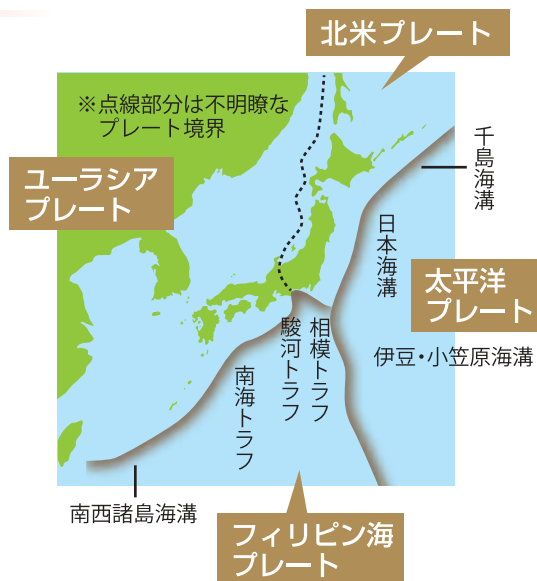 北米プレート
※点線部分は不明瞭な
プレート境界
ユーラシア
プレート
千島海溝
日本海溝
太平洋
プレート
伊豆・小笠原海溝
相模トラフ
駿河トラフ
南海トラフ
南西諸島海溝
フィリピン海
プレート